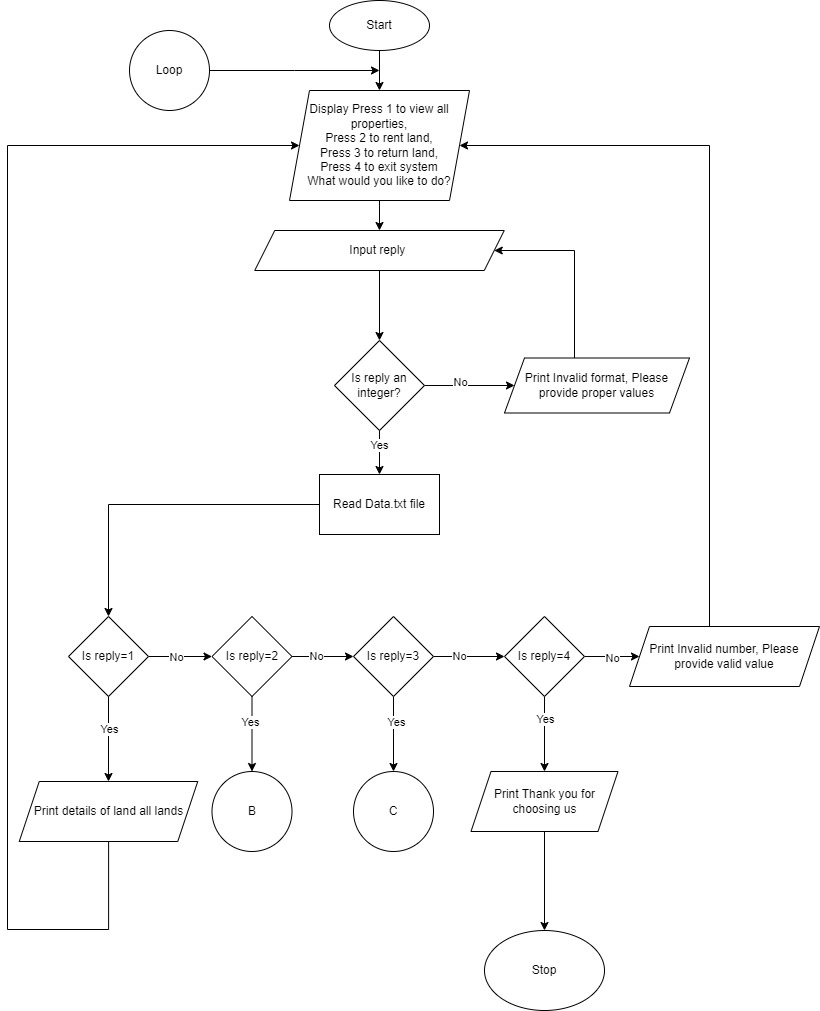 Start
Loop
Display Press 1 to view all
properties,
Press 2 to rent land,
Press 3 to return land,
Press 4 to exit system
What would you like to do?
Input reply
Is reply an
integer?
No
Print Invalid format, Please
provide proper values
Yes
Read Data.txt file
Is reply=1
No
Is reply=2
No
Is reply=3
No
Is reply=4
No
Print Invalid number, Please
provide valid value
Yes
Yes
Yes
Yes
Print details of land all lands
B
C
Print Thank you for
choosing us
Stop